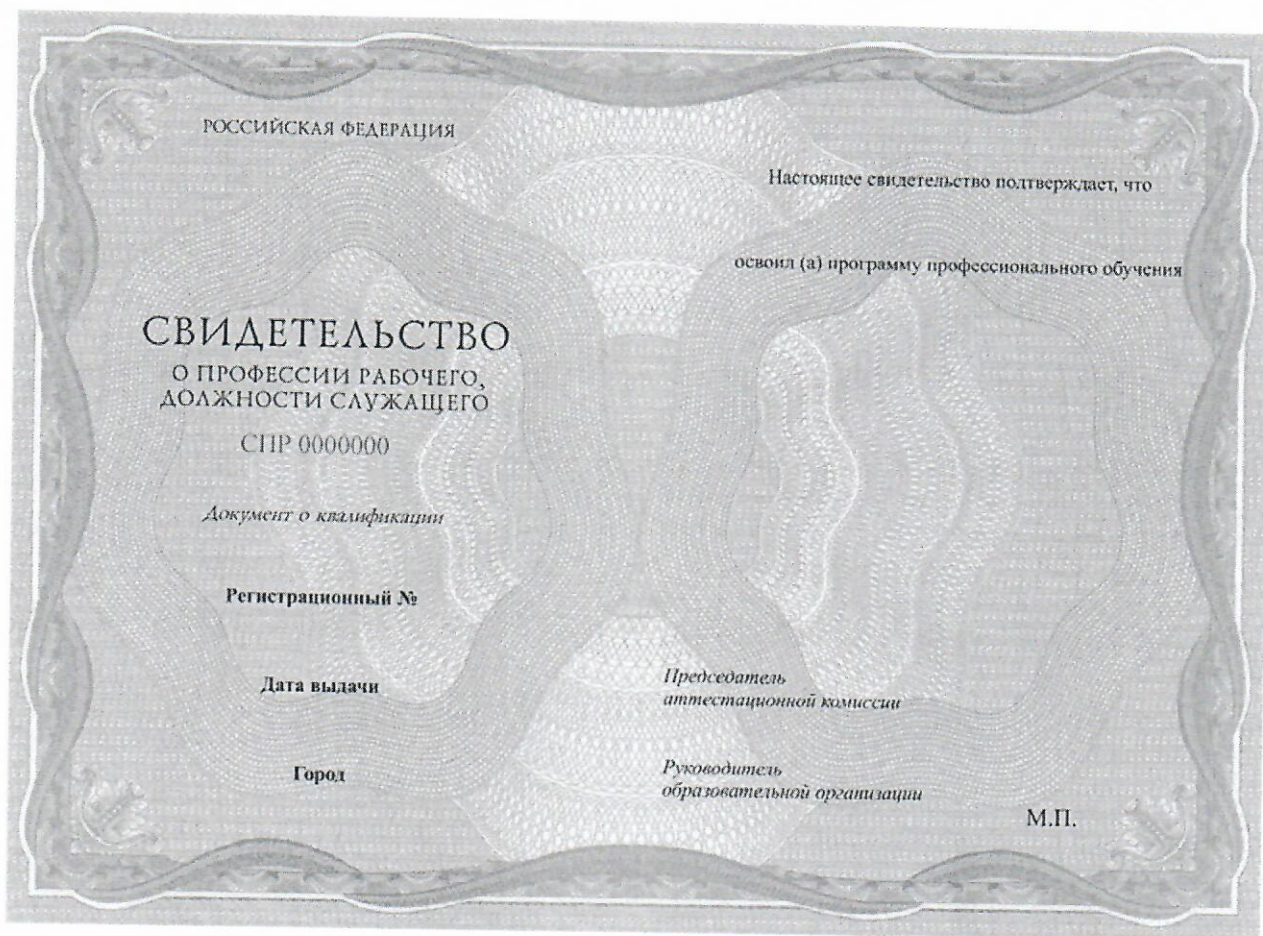 РОССИЙСКАЯ ФЕДЕРАЦИЯ
СВИДЕТЕЛЬСТВО
О ПРОФЕССИИ РАБОЧЕГО,
ДОЛЖНОСТИ СЛУЖАЩЕГО
СПР 0000000
Документ о квалификации
Регистрационный №
Дата выдачи
Город
Настоящее свидетельство подтверждает, что
освоил (а) программу профессионального обучения
Председатель
аттестационной комиссии
Руководитель
образовательной организации
М.П.